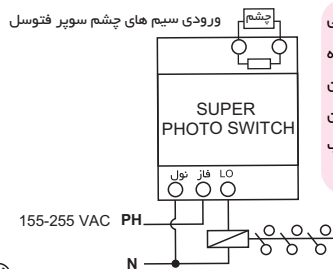 ورودی سیم های چشم سوپر فتوسل
چشم
SUPER
PHOTO SWITCH
نول فاز LO
155-255 VAC PH
N